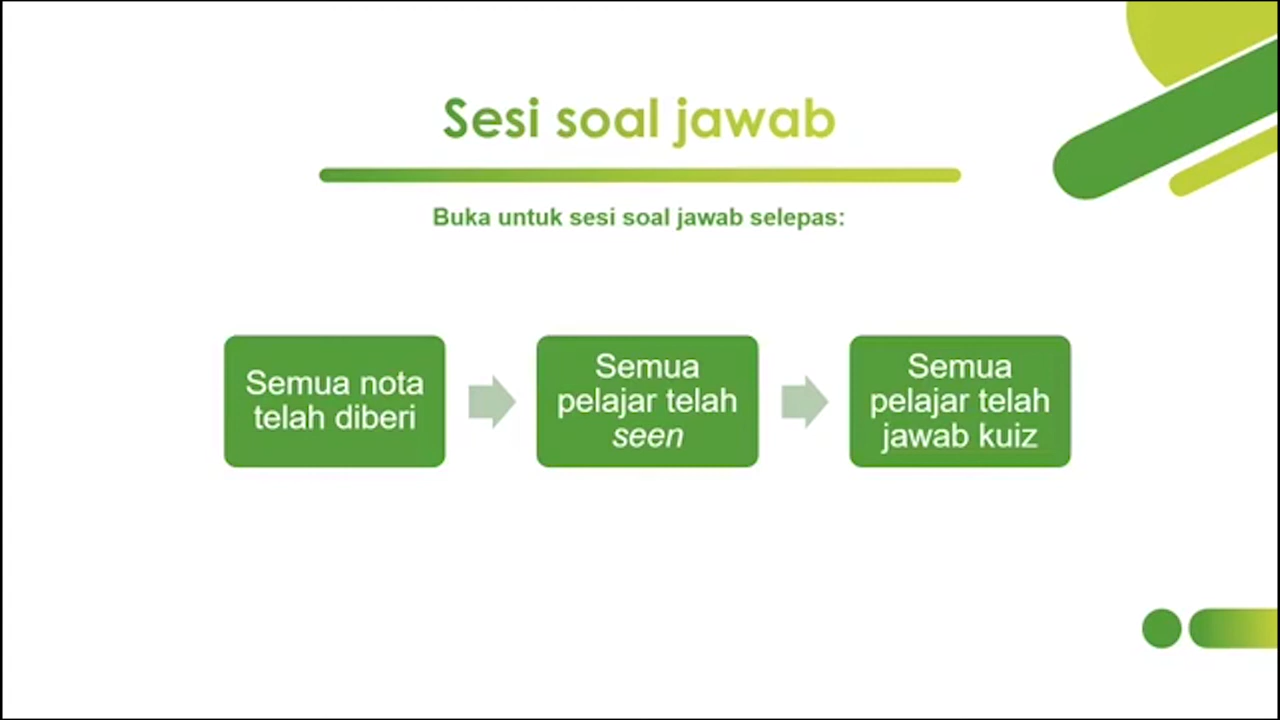 Sesi soal jawab
Buka untuk sesi soal jawab selepas:
Semua nota
telah diberi
Semua
pelajar telah
seen
Semua
pelajar telah
jawab kuiz